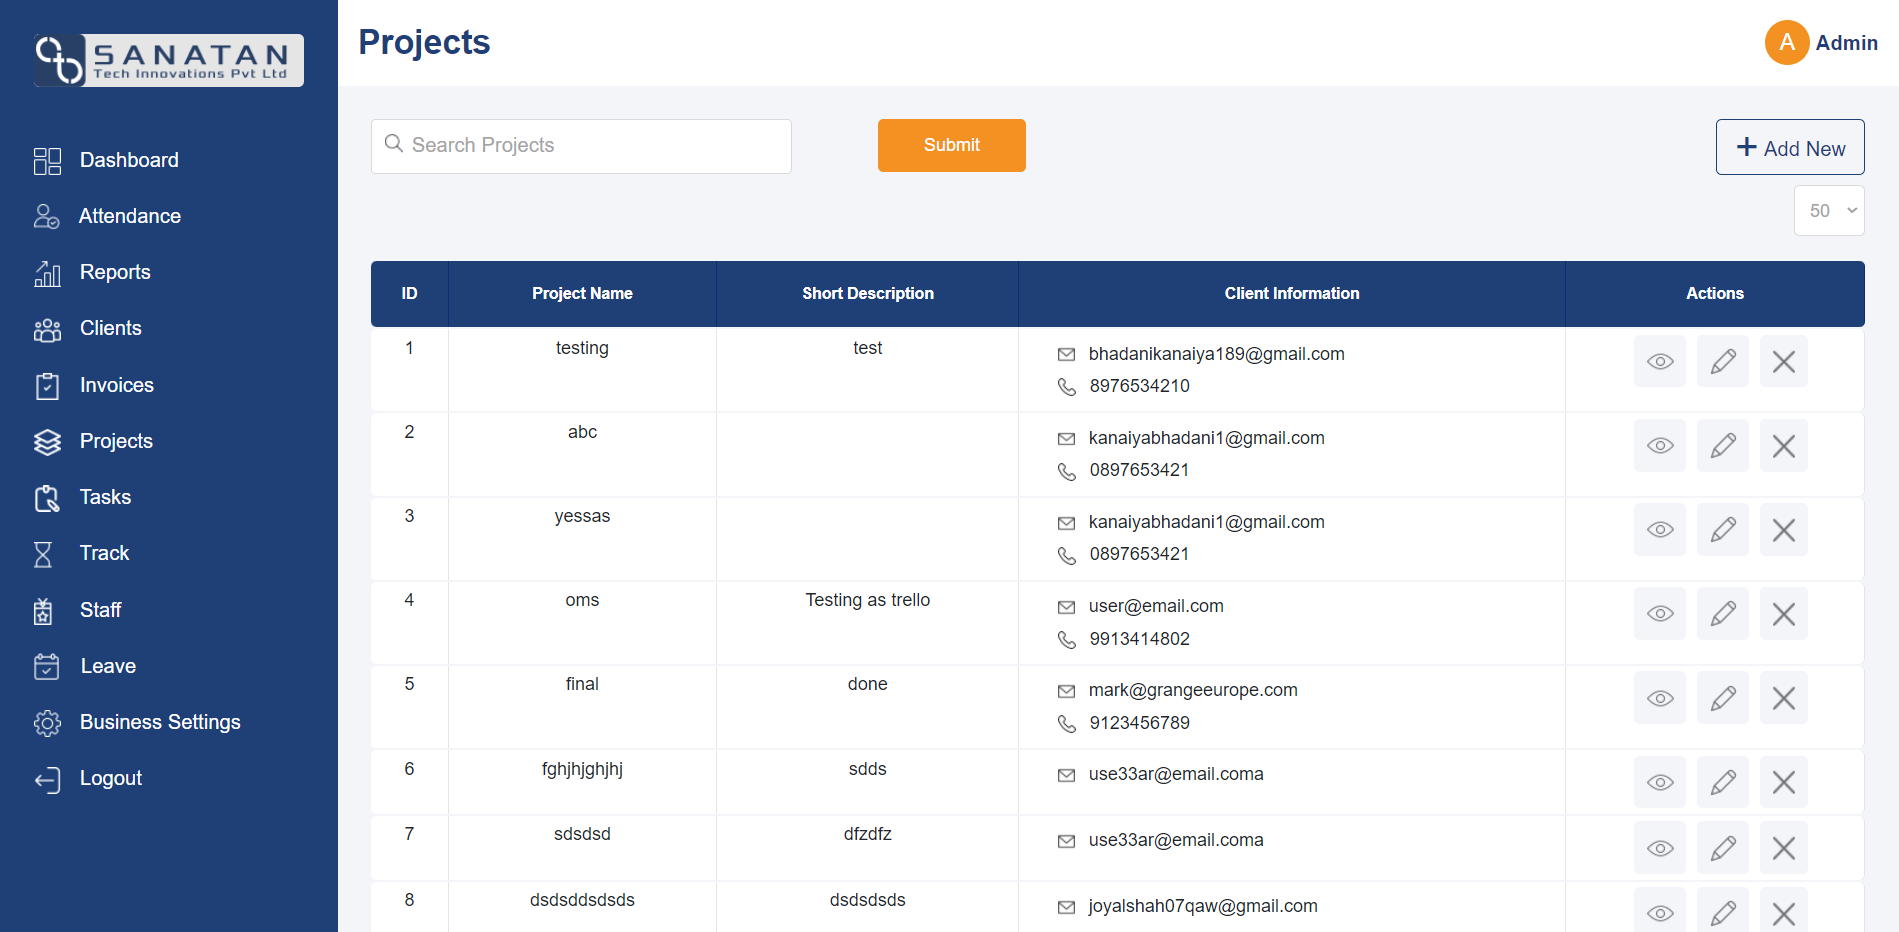 SANATAN
Tech Innovations Pvt Ltd
Projects
A Admin
Dashboard
Attendance
Reports
Clients
Invoices
Projects
Tasks
Track
Staff
Leave
Business Settings
Logout
Search Projects
Submit
Add New
50
ID Project Name Short Description Client Information Actions
1 testing test bhadanikanaiya189@gmail.com
8976534210
2 abc kanaiyabhadani1@gmail.com
0897653421
3 yessas kanaiyabhadani1@gmail.com
0897653421
4 oms Testing as trello user@email.com
9913414802
5 final done mark@grangeeurope.com
9123456789
6 fghjhjghjhj sdds use33ar@email.coma
7 sdsdsd dfzdfz use33ar@email.coma
8 dsdsddsdsds dsdsdsds joyalshah07qaw@gmail.com